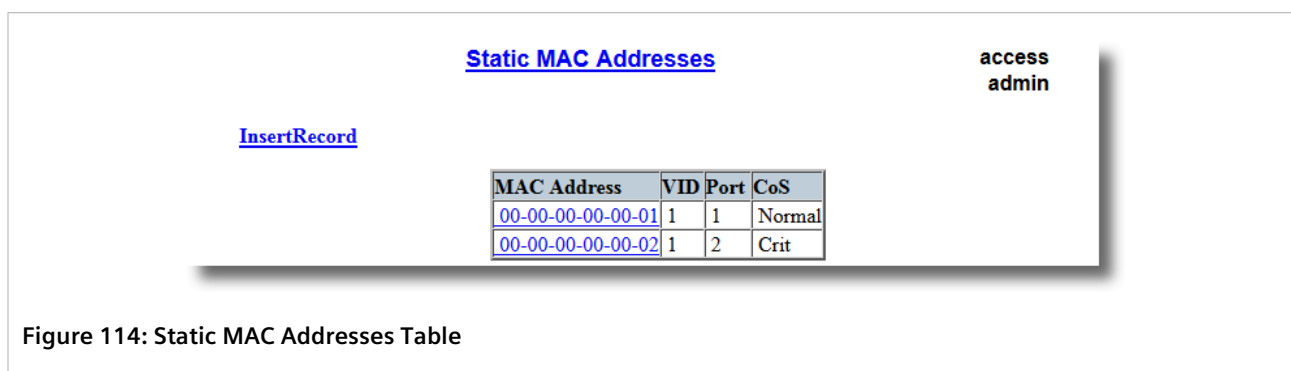 Static MAC Addresses
access
admin
InsertRecord
MAC Address VID Port CoS
00-00-00-00-00-01 1 1 Normal
00-00-00-00-00-02 1 2 Crit
Figure 114: Static MAC Addresses Table